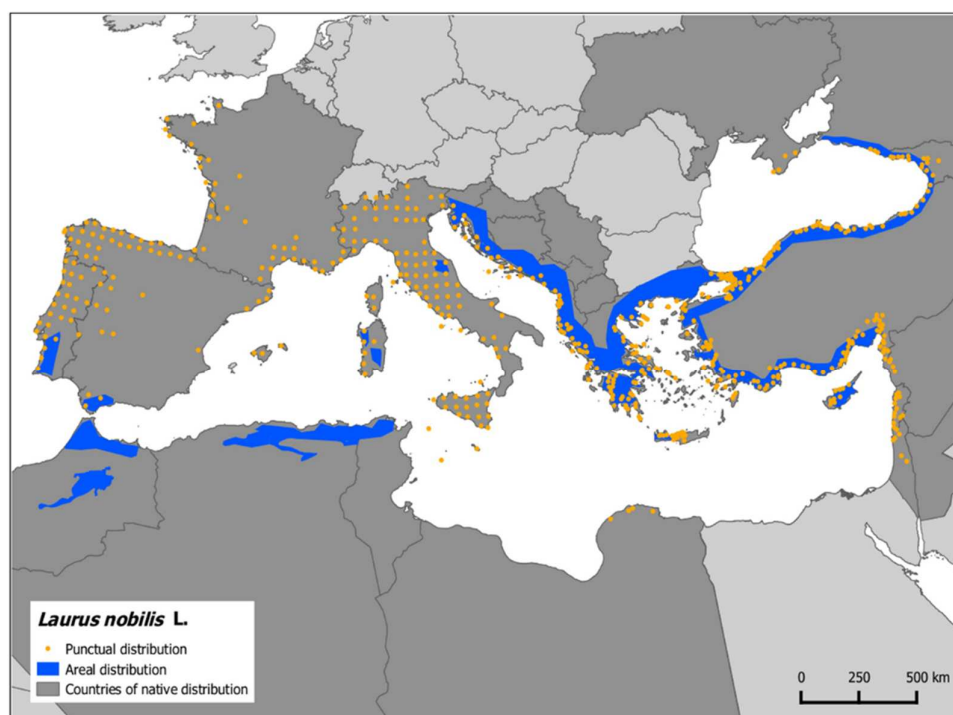 Laurus nobilis L.
Punctual distribution
Areal distribution
Countries of native distribution
0 250 500 km